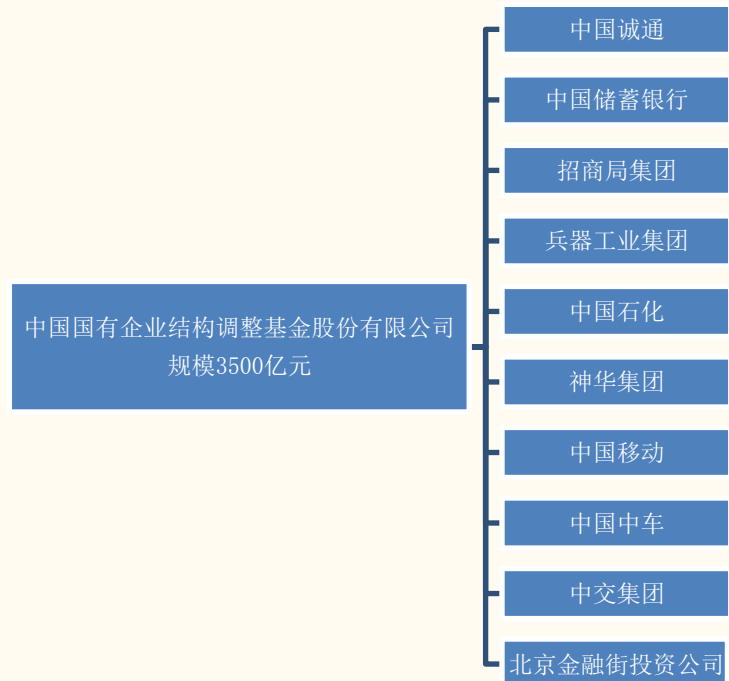 中国诚通
中国储蓄银行
招商局集团
兵器工业集团
中国国有企业结构调整基金股份有限公司
规模3500亿元
中国石化
神华集团
中国移动
中国中车
中交集团
北京金融街投资公司